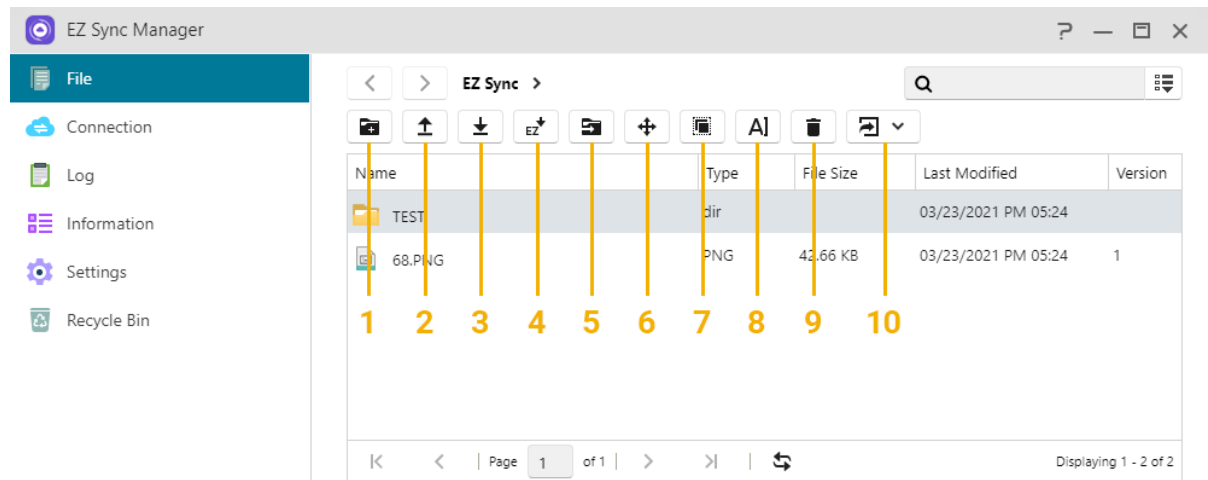 EZ Sync Manager
File
Connection
Log
Information
Settings
Recycle Bin
EZ Sync >
EZ
A]
Name Type File Size Last Modified Version
TEST dir 03/23/2021 PM 05:24
68.PNG PNG 42.66 KB 03/23/2021 PM 05:24 1
1 2 3 4 5 6 7 8 9 10
Page 1 of 1
Displaying 1 - 2 of 2